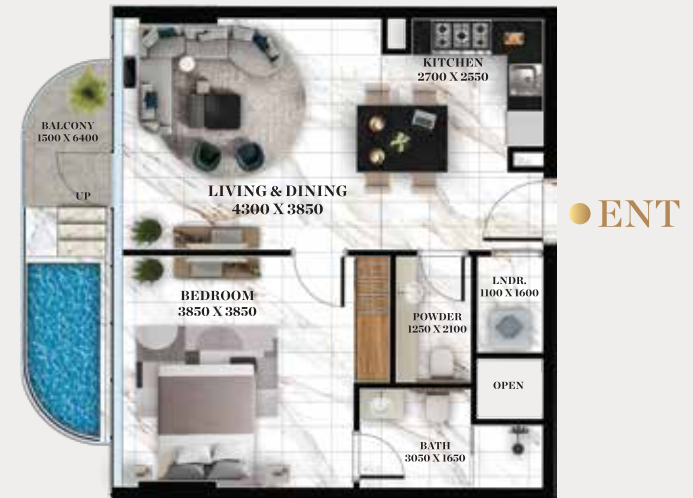 KITCHEN
2700 X 2550
BALCONY
1500 X 6400
UP
LIVING & DINING
4300 X 3850
ENT
BEDROOM
3850 X 3850
LNDR.
1100 X 1600
POWDER
1250 X 2100
OPEN
BATH
3050 X 1650